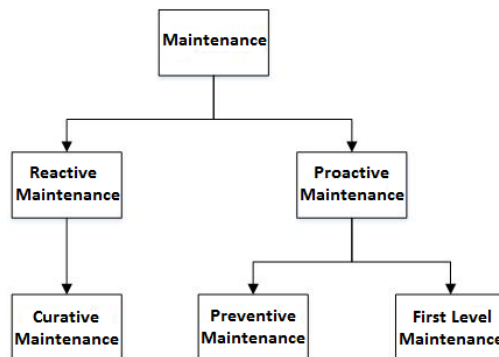 Maintenance
Reactive
Maintenance
Proactive
Maintenance
Curative
Maintenance
Preventive
Maintenance
First Level
Maintenance